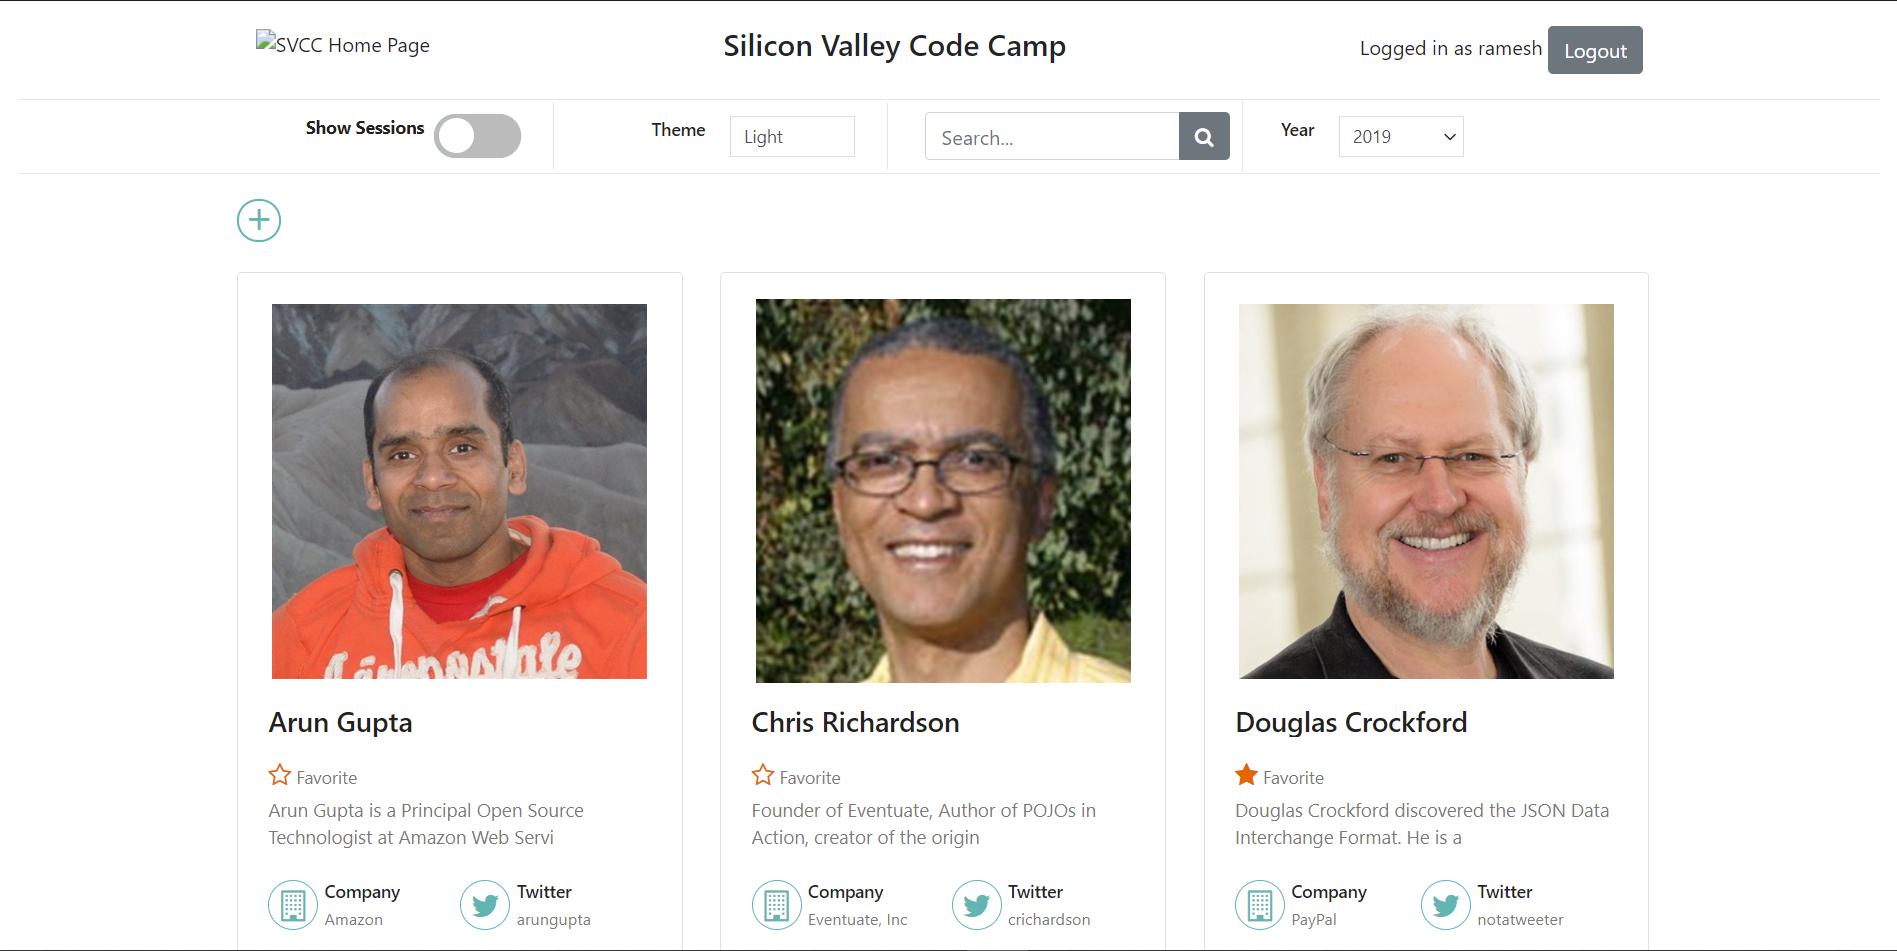 SVCC Home Page
Silicon Valley Code Camp
Logged in as ramesh
Logout
Show Sessions
Theme
Light
Search...
Year
2019
Arun Gupta
Favorite
Arun Gupta is a Principal Open Source
Technologist at Amazon Web Servi
Company
Amazon
Twitter
arungupta
Chris Richardson
Favorite
Founder of Eventuate, Author of POJOs in
Action, creator of the origin
Company
Eventuate, Inc
Twitter
crichardson
Douglas Crockford
Favorite
Douglas Crockford discovered the JSON Data
Interchange Format. He is a
Company
PayPal
Twitter
notatweeter